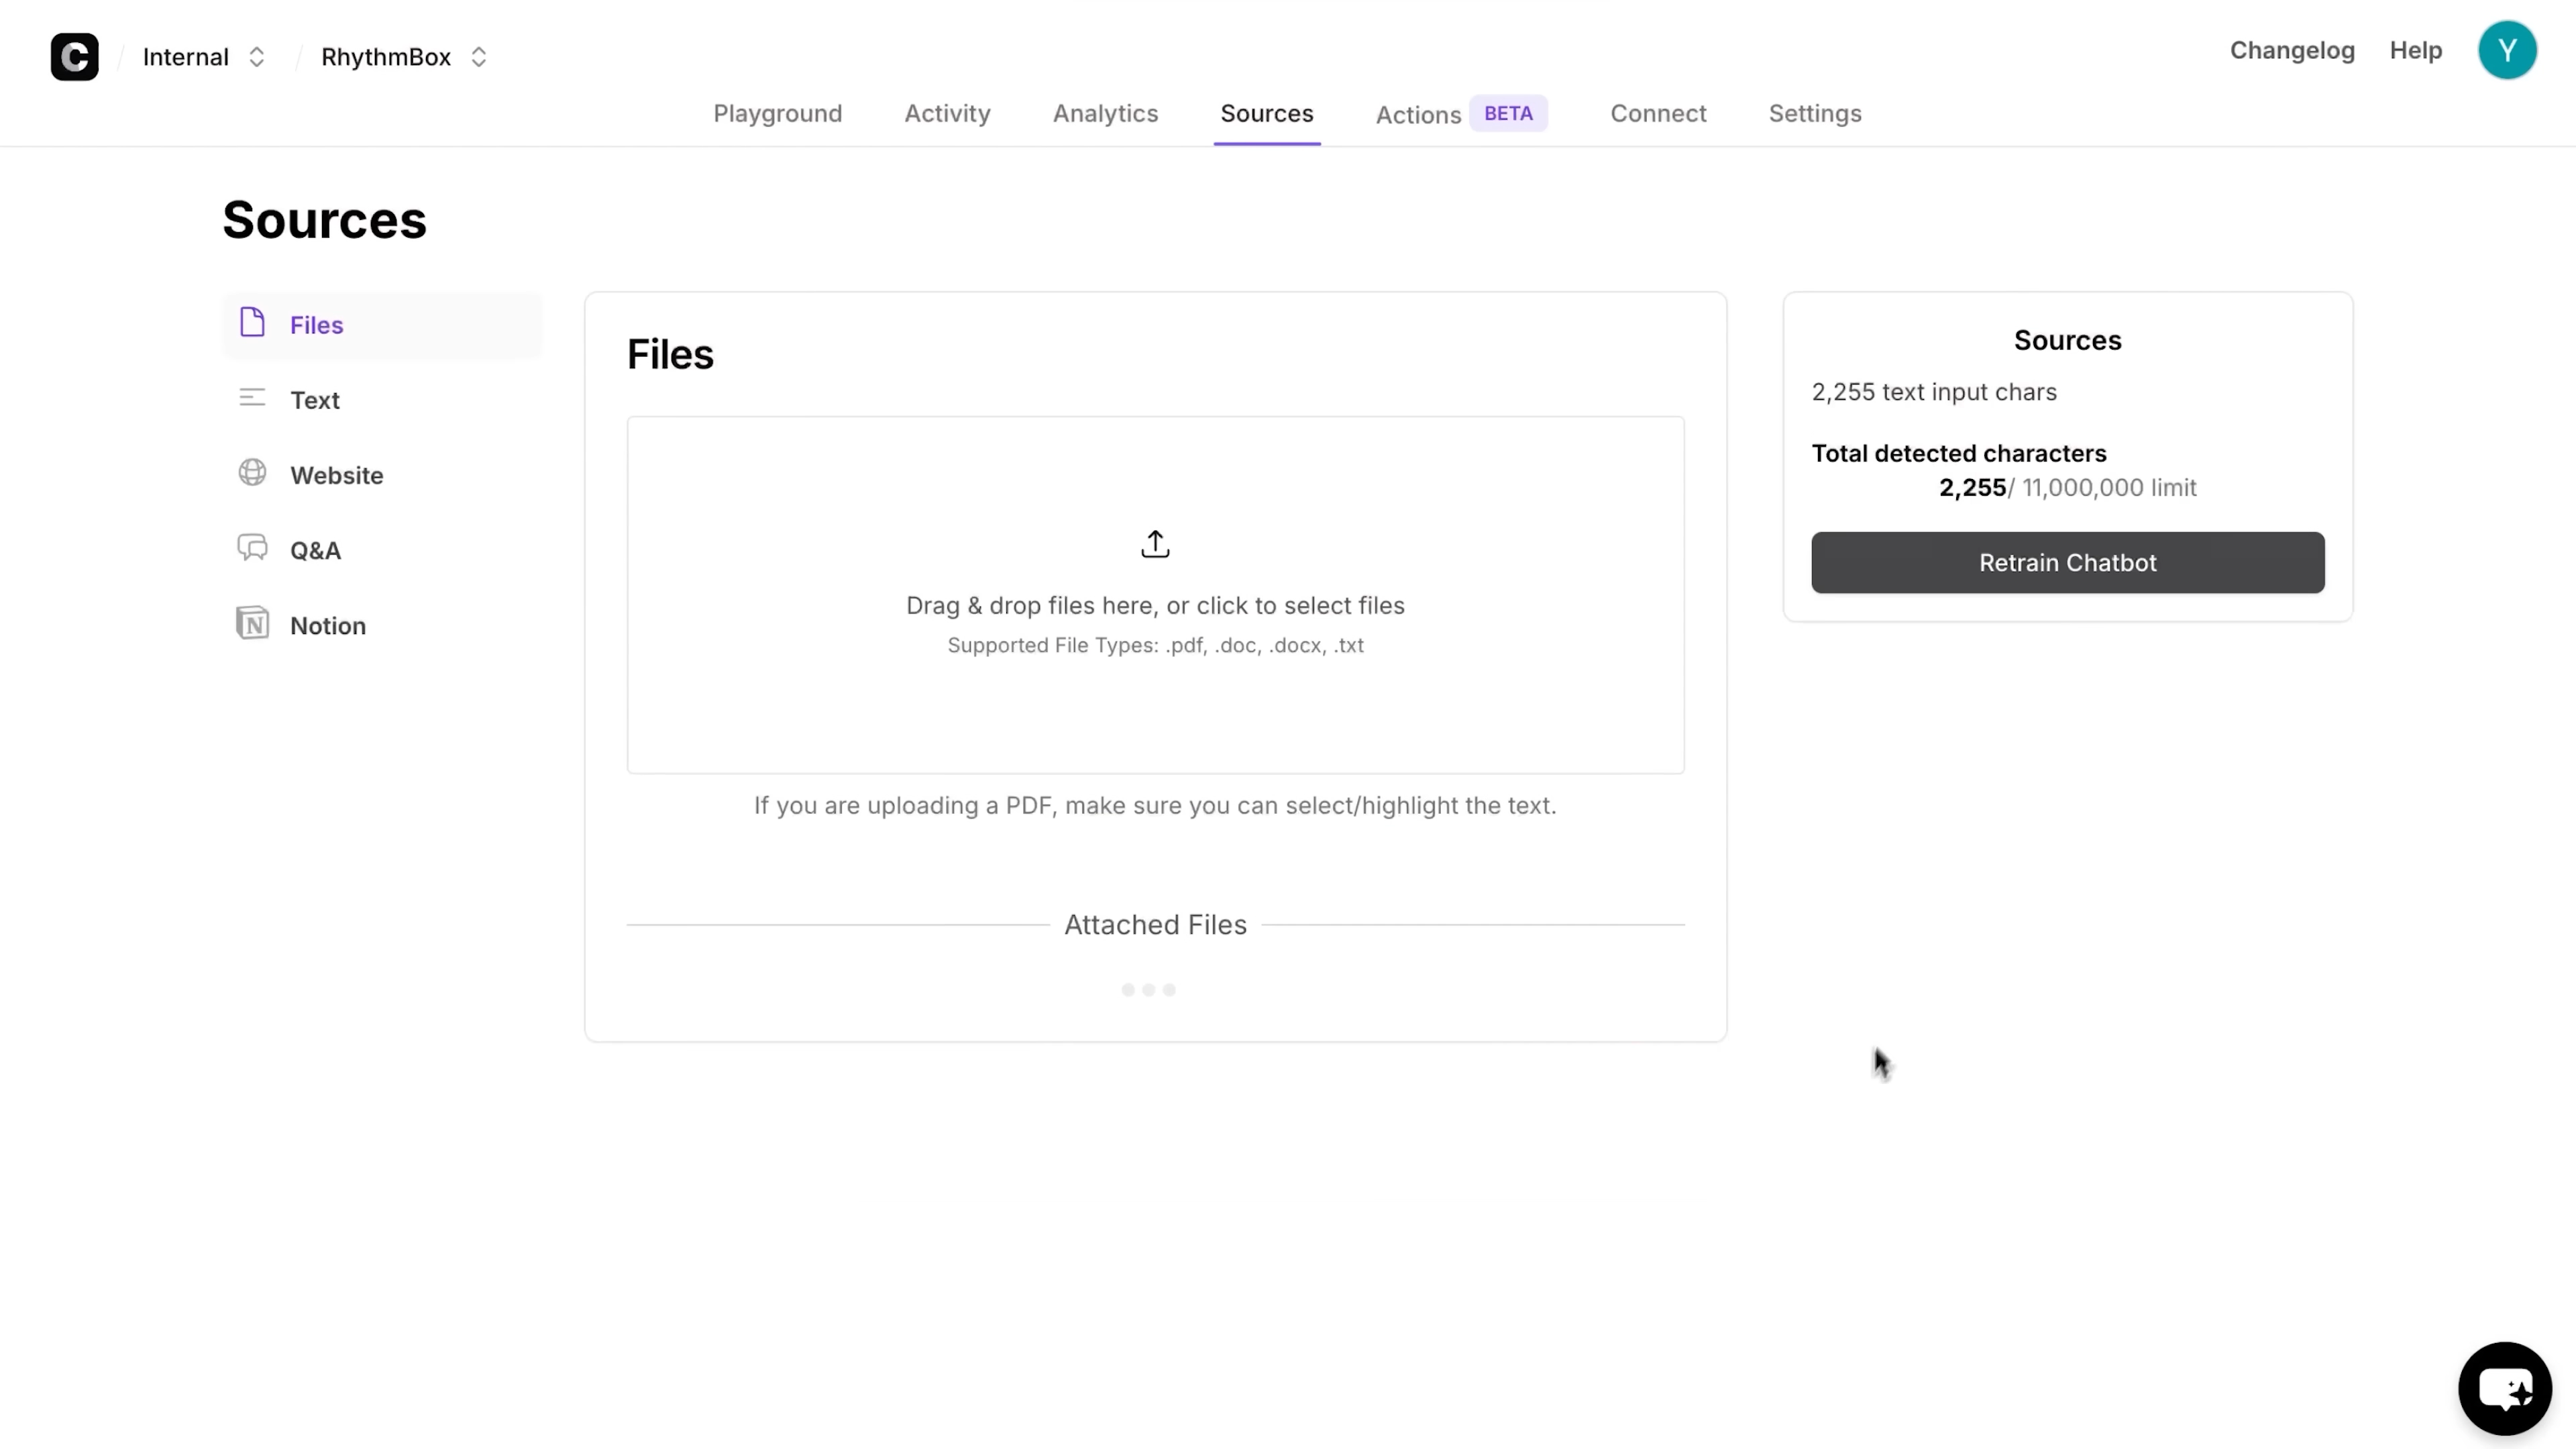 C / Internal / RhythmBox
Changelog Help Y
Playground Activity Analytics Sources Actions BETA Connect Settings
Sources
Files
Text
Website
Q&A
Notion
Files
Drag & drop files here, or click to select files
Supported File Types: .pdf, .doc, .docx, .txt
If you are uploading a PDF, make sure you can select/highlight the text.
Attached Files
Sources
2,255 text input chars
Total detected characters
2,255/ 11,000,000 limit
Retrain Chatbot